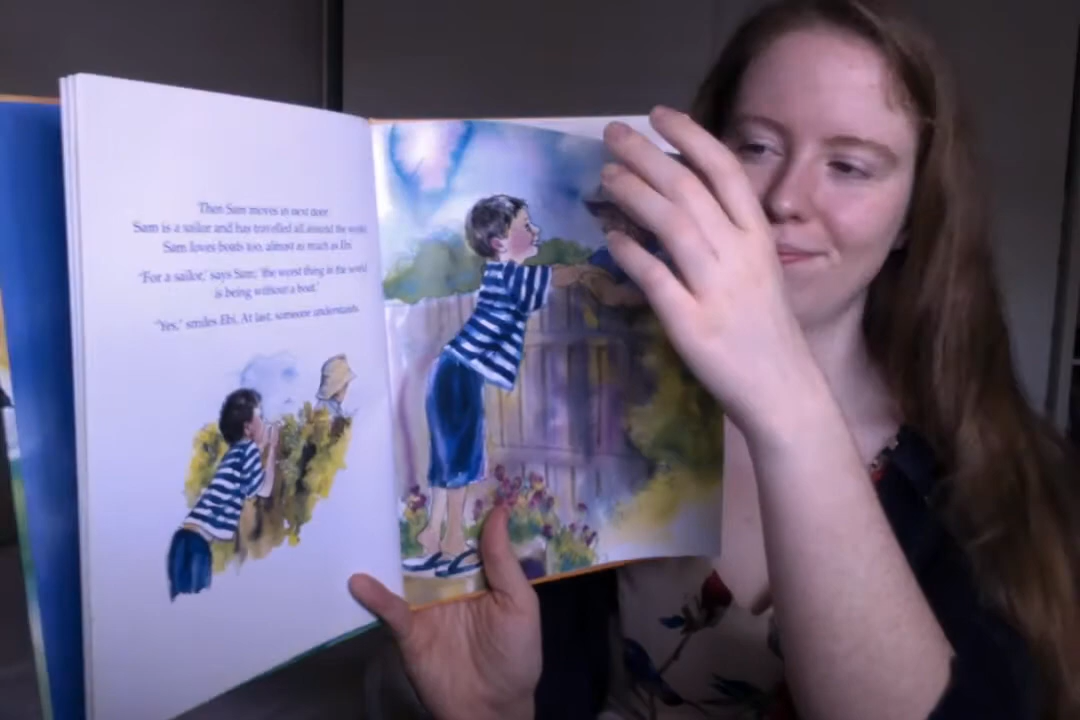 Then Sam moves in next door.
Sam is a sailor and has travelled all around the world.
Sam loves boats too, almost as much as Ebi.
'For a sailor,' says Sam, 'the worst thing in the world
is being without a boat.'
'Yes,' smiles Ebi. At last, someone understands.